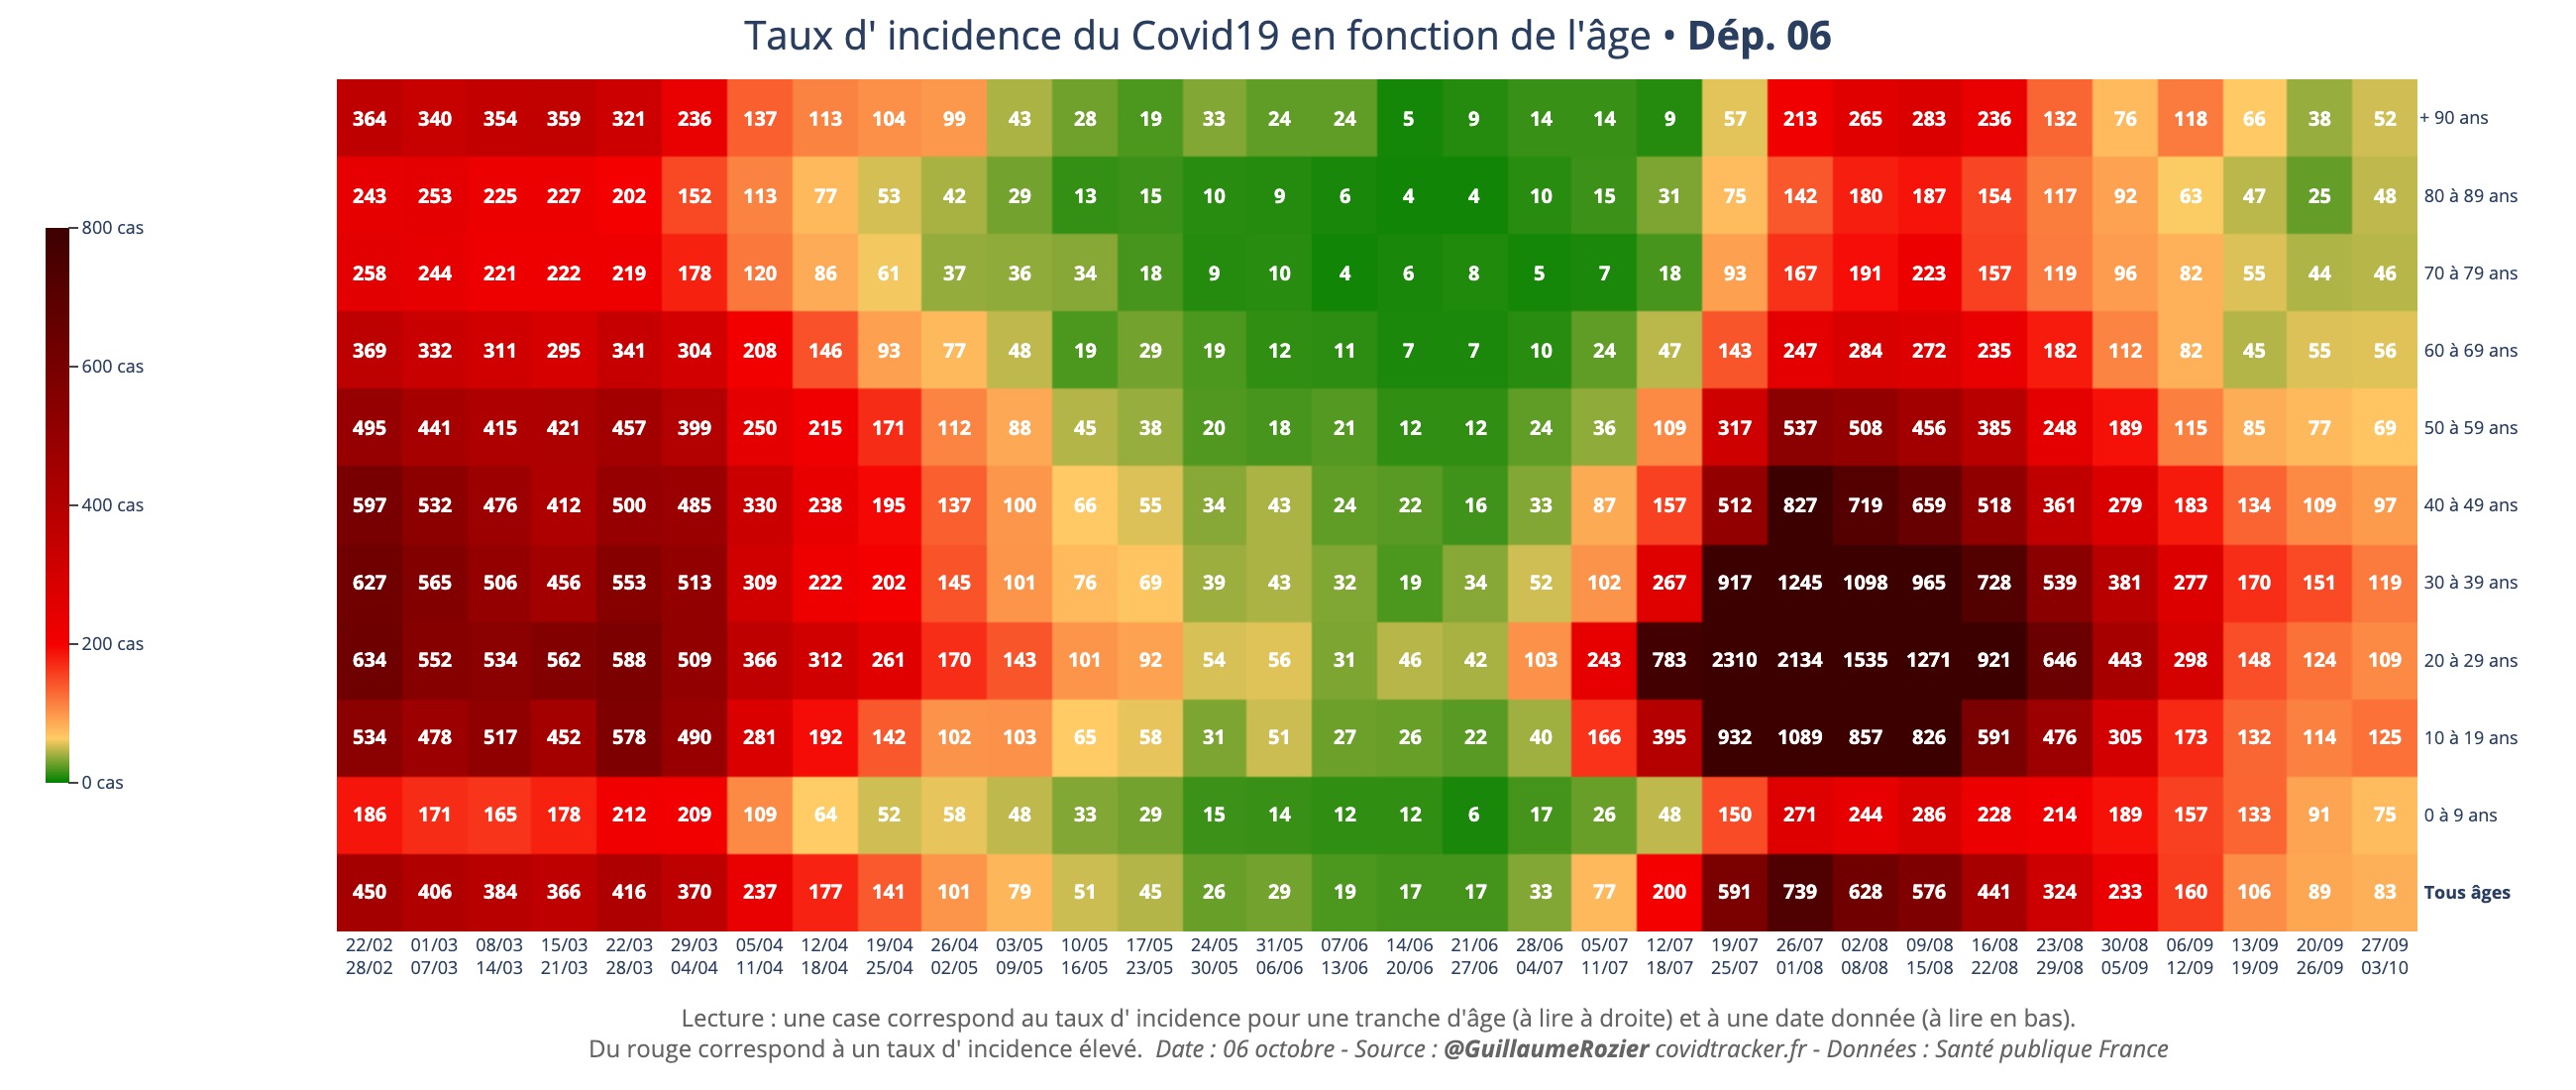 Taux d' incidence du Covid19 en fonction de l'âge • Dép. 06
800 cas
600 cas
400 cas
200 cas
0 cas
364 340 354 359 321 236 137 113 104 99 43 28 19 33 24 24 5 9 14 14 9 57 213 265 283 236 132 76 118 66 38 52 + 90 ans
243 253 225 227 202 152 113 77 53 42 29 13 15 10 9 6 4 4 10 15 31 75 142 180 187 154 117 92 63 47 25 48 80 à 89 ans
258 244 221 222 219 178 120 86 61 37 36 34 18 9 10 4 6 8 5 7 18 93 167 191 223 157 119 96 82 55 44 46 70 à 79 ans
369 332 311 295 341 304 208 146 93 77 48 19 29 19 12 11 7 7 10 24 47 143 247 284 272 235 182 112 82 45 55 56 60 à 69 ans
495 441 415 421 457 399 250 215 171 112 88 45 38 20 18 21 12 12 24 36 109 317 537 508 456 385 248 189 115 85 77 69 50 à 59 ans
597 532 476 412 500 485 330 238 195 137 100 66 55 34 43 24 22 16 33 87 157 512 827 719 659 518 361 279 183 134 109 97 40 à 49 ans
627 565 506 456 553 513 309 222 202 145 101 76 69 39 43 32 19 34 52 102 267 917 1245 1098 965 728 539 381 277 170 151 119 30 à 39 ans
634 552 534 562 588 509 366 312 261 170 143 101 92 54 56 31 46 42 103 243 783 2310 2134 1535 1271 921 646 443 298 148 124 109 20 à 29 ans
534 478 517 452 578 490 281 192 142 102 103 65 58 31 51 27 26 22 40 166 395 932 1089 857 826 591 476 305 173 132 114 125 10 à 19 ans
186 171 165 178 212 209 109 64 52 58 48 33 29 15 14 12 12 6 17 26 48 150 271 244 286 228 214 189 157 133 91 75 0 à 9 ans
450 406 384 366 416 370 237 177 141 101 79 51 45 26 29 19 17 17 33 77 200 591 739 628 576 441 324 233 160 106 89 83 Tous âges
22/02 01/03 08/03 15/03 22/03 29/03 05/04 12/04 19/04 26/04 03/05 10/05 17/05 24/05 31/05 07/06 14/06 21/06 28/06 05/07 12/07 19/07 26/07 02/08 09/08 16/08 23/08 30/08 06/09 13/09 20/09 27/09
28/02 07/03 14/03 21/03 28/03 04/04 11/04 18/04 25/04 02/05 09/05 16/05 23/05 30/05 06/06 13/06 20/06 27/06 04/07 11/07 18/07 25/07 01/08 08/08 15/08 22/08 29/08 05/09 12/09 19/09 26/09 03/10
Lecture : une case correspond au taux d' incidence pour une tranche d'âge (à lire à droite) et à une date donnée (à lire en bas).
Du rouge correspond à un taux d' incidence élevé. Date : 06 octobre - Source : @GuillaumeRozier covidtracker.fr - Données : Santé publique France